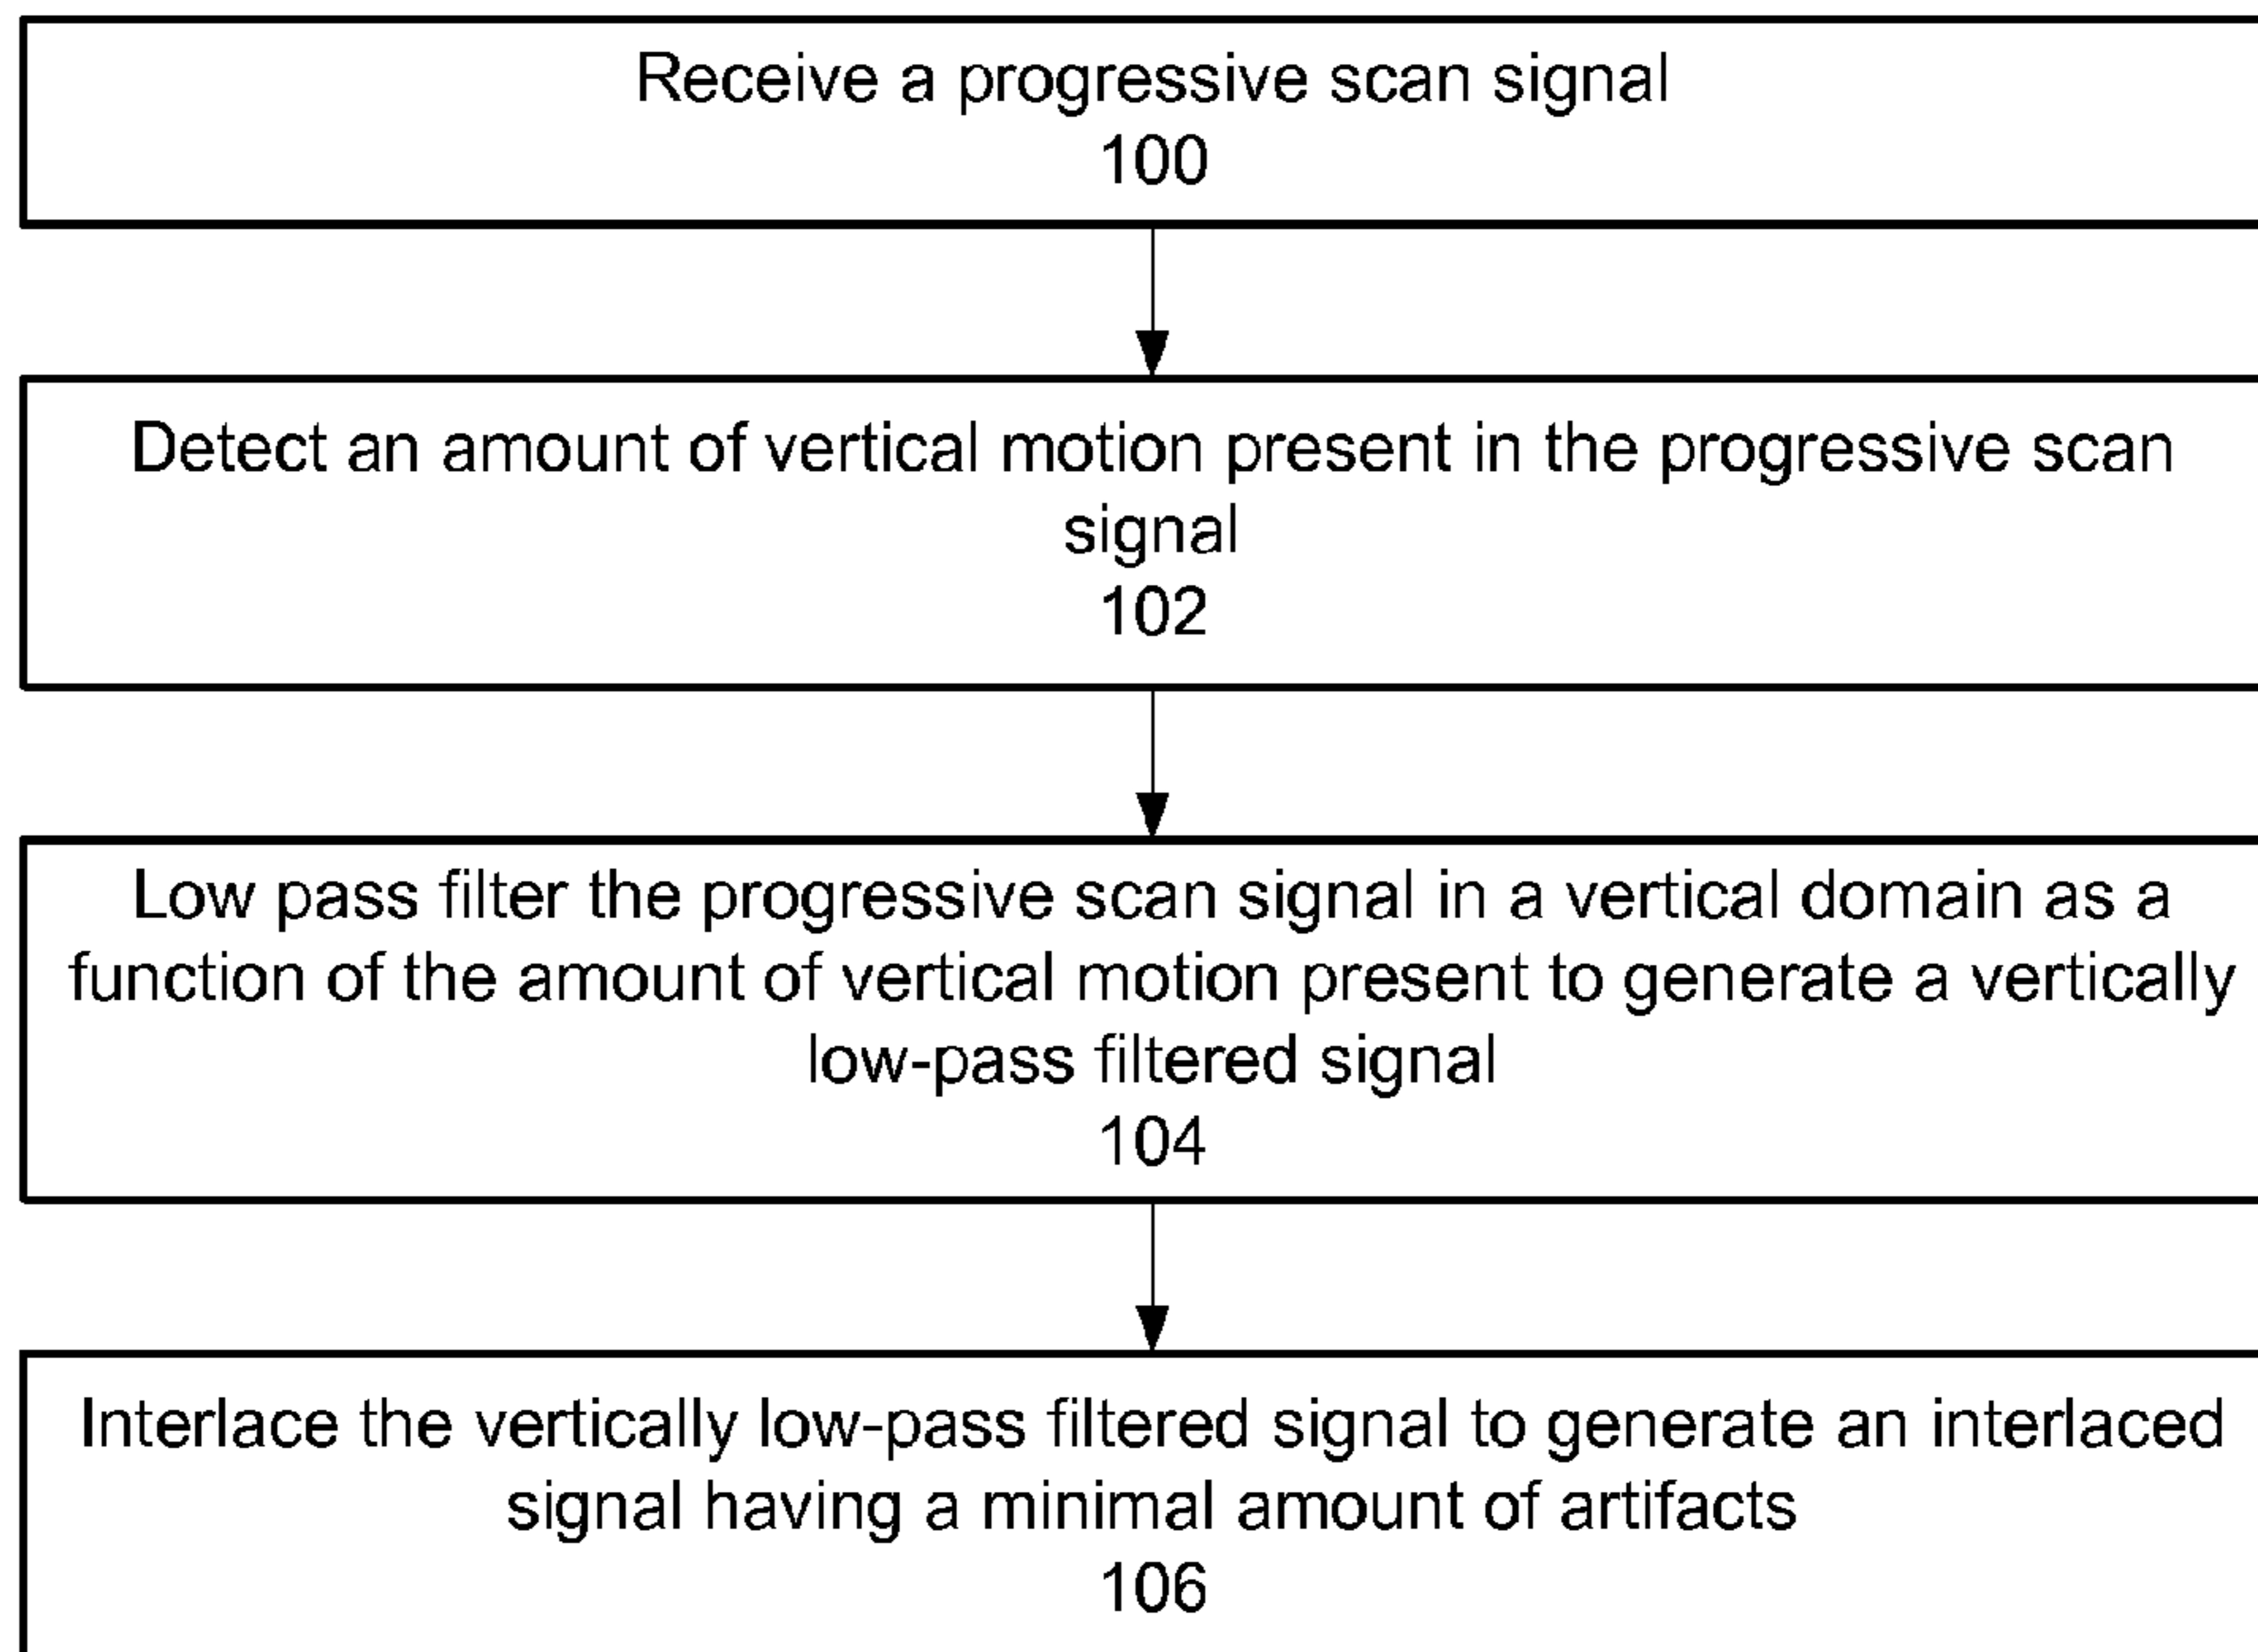 Receive a progressive scan signal
100
Detect an amount of vertical motion present in the progressive scan
signal
102
Low pass filter the progressive scan signal in a vertical domain as a
function of the amount of vertical motion present to generate a vertically
low-pass filtered signal
104
Interlace the vertically low-pass filtered signal to generate an interlaced
signal having a minimal amount of artifacts
106